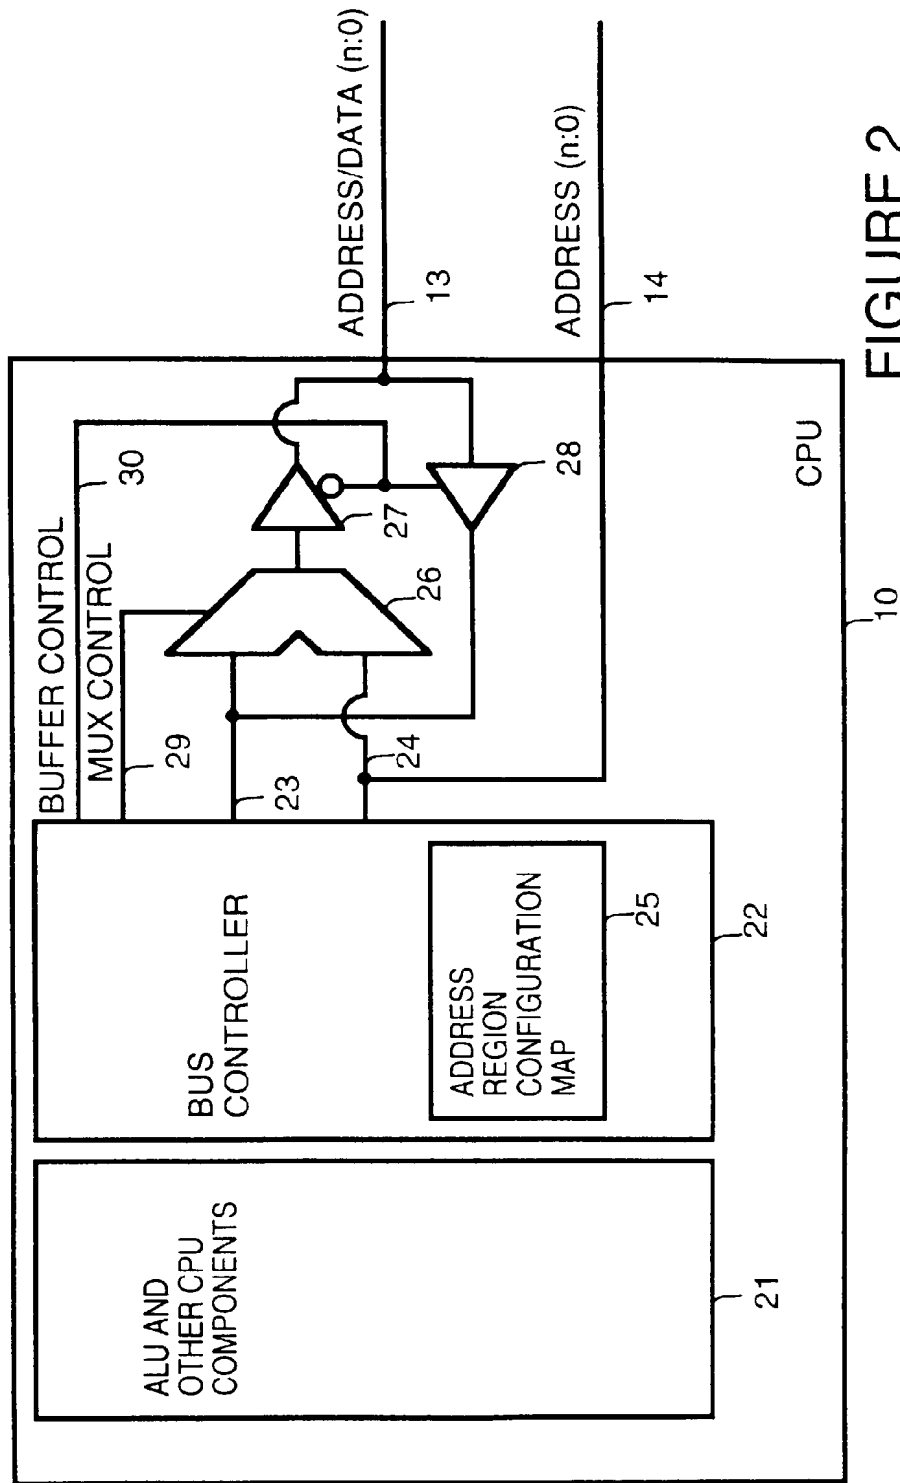 BUFFER CONTROL
30
MUX CONTROL
29
ADDRESS/DATA (n:0)
13
ADDRESS (n:0)
14
23
24
26
27
28
BUS
CONTROLLER
ADDRESS
REGION
CONFIGURATION
MAP
25
22
ALU AND
OTHER CPU
COMPONENTS
21
CPU
10
FIGURE 2